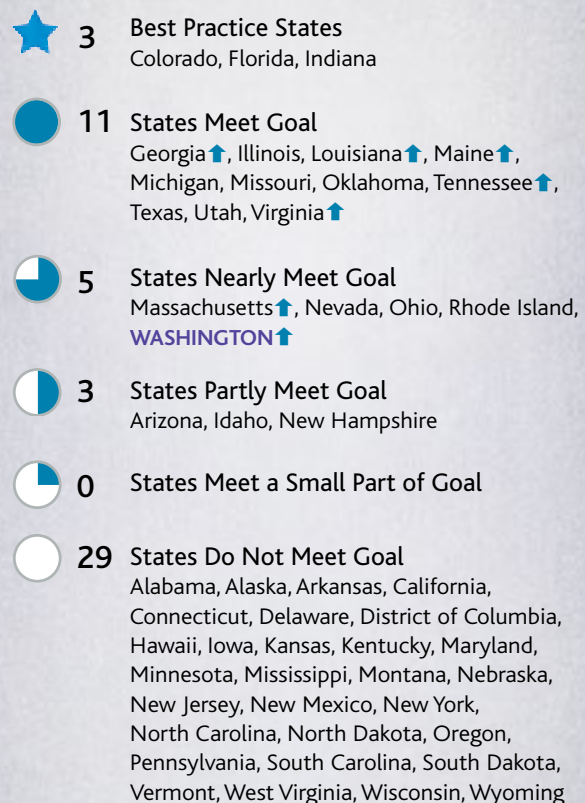 3 Best Practice States
Colorado, Florida, Indiana
11 States Meet Goal
Georgia⬆, Illinois, Louisiana⬆, Maine⬆,
Michigan, Missouri, Oklahoma, Tennessee⬆,
Texas, Utah, Virginia⬆
5 States Nearly Meet Goal
Massachusetts⬆, Nevada, Ohio, Rhode Island,
WASHINGTON⬆
3 States Partly Meet Goal
Arizona, Idaho, New Hampshire
0 States Meet a Small Part of Goal
29 States Do Not Meet Goal
Alabama, Alaska, Arkansas, California,
Connecticut, Delaware, District of Columbia,
Hawaii, Iowa, Kansas, Kentucky, Maryland,
Minnesota, Mississippi, Montana, Nebraska,
New Jersey, New Mexico, New York,
North Carolina, North Dakota, Oregon,
Pennsylvania, South Carolina, South Dakota,
Vermont, West Virginia, Wisconsin, Wyoming